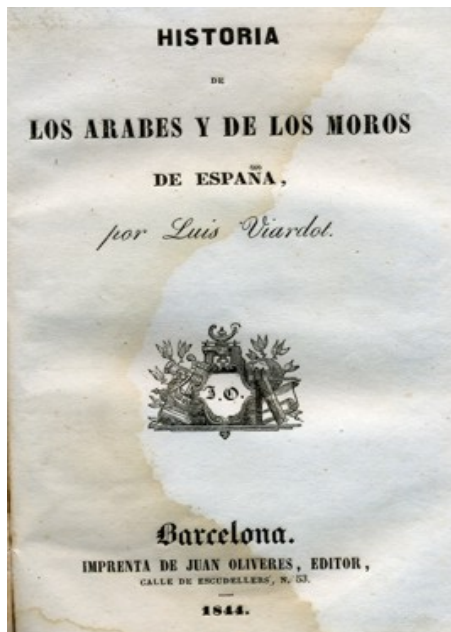 HISTORIA
DE
LOS ARABES Y DE LOS MOROS
DE ESPAÑA,
por Luis Viardot.
J.O.
Barcelona.
IMPRENTA DE JUAN OLIVERES, EDITOR,
CALLE DE ESCUDELLERS, N. 53.
1844.